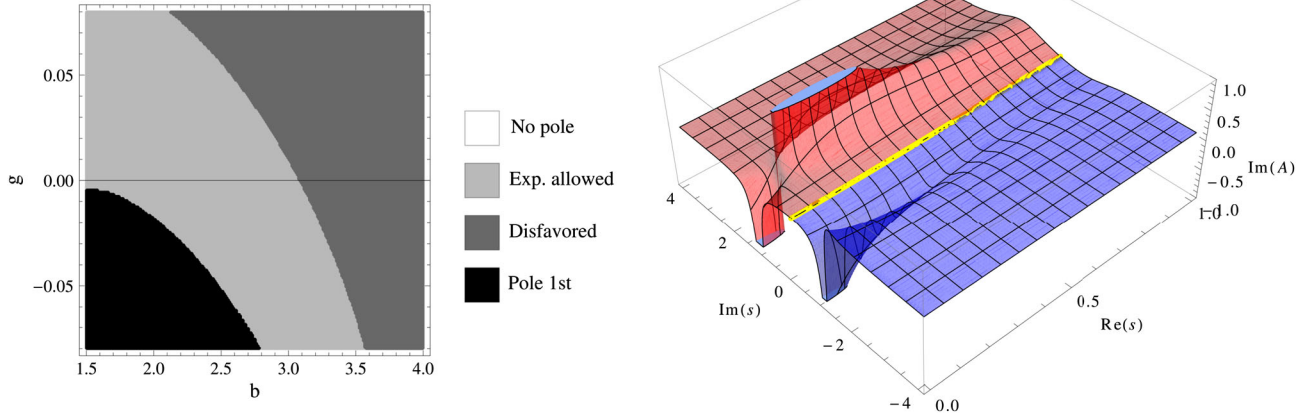 0.05
0.00
−0.05
g
1.5
2.0
2.5
3.0
3.5
4.0
b
No pole
Exp. allowed
Disfavored
Pole 1st
4
2
0
−2
−4
Im(s)
0.0
0.5
1.0
Re(s)
1.0
0.5
0.0
−0.5
−1.0
Im(A)